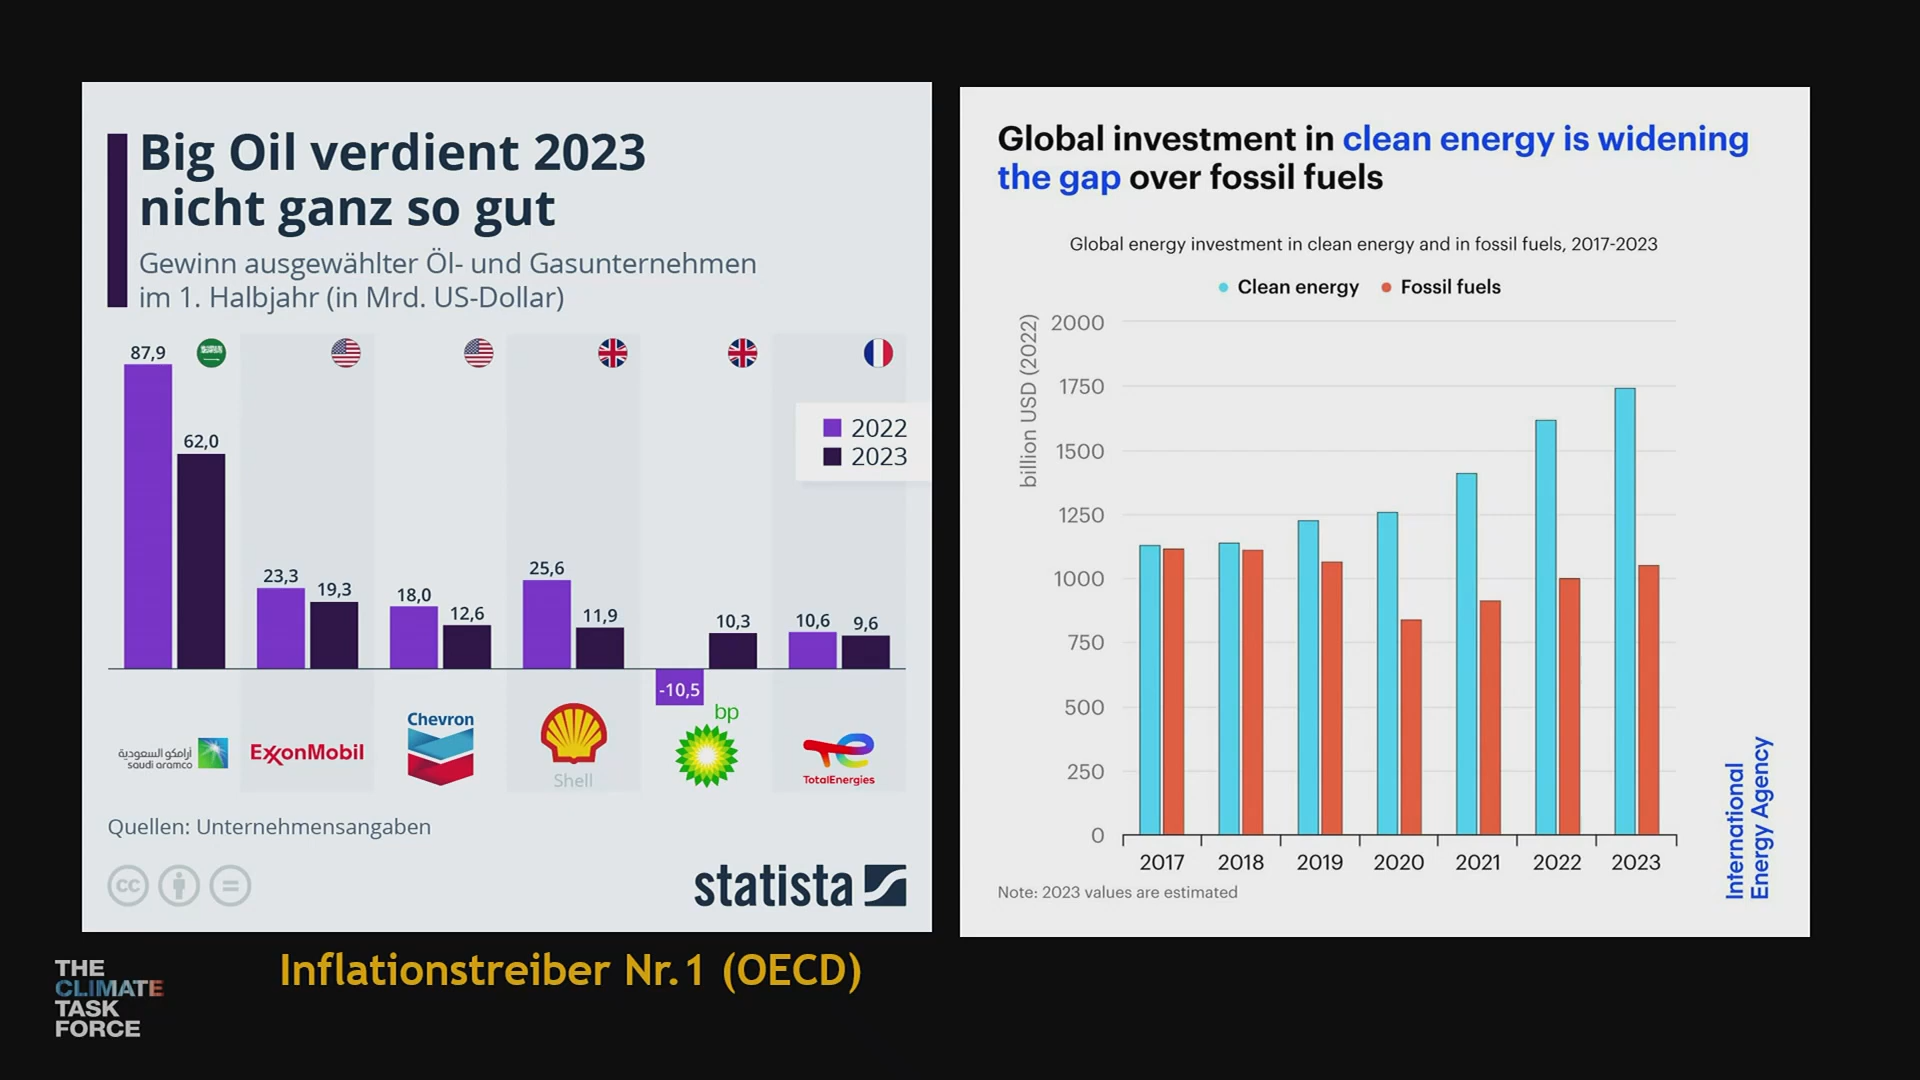 Big Oil verdient 2023
nicht ganz so gut
Gewinn ausgewählter Öl- und Gasunternehmen
im 1. Halbjahr (in Mrd. US-Dollar)
87,9
62,0
23,3
19,3
18,0
12,6
25,6
11,9
-10,5
10,3
10,6
9,6
2022
2023
أرامكو السعودية
saudi aramco
ExxonMobil
Chevron
Shell
bp
TotalEnergies
Quellen: Unternehmensangaben
cc
statista
Global investment in clean energy is widening
the gap over fossil fuels
Global energy investment in clean energy and in fossil fuels, 2017-2023
Clean energy
Fossil fuels
billion USD (2022)
2000
1750
1500
1250
1000
750
500
250
0
2017
2018
2019
2020
2021
2022
2023
Note: 2023 values are estimated
International
Energy Agency
THE
CLIMATE
TASK
FORCE
Inflationstreiber Nr.1 (OECD)